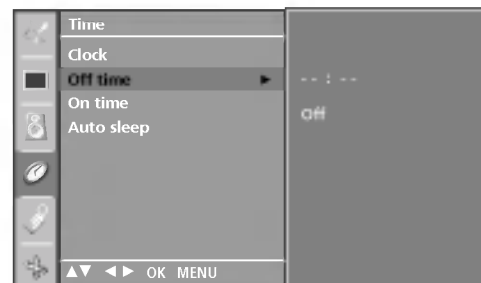 Time
Clock
Off time ►
-- : --
On time
Off
Auto sleep
▲▼ ◄► OK MENU